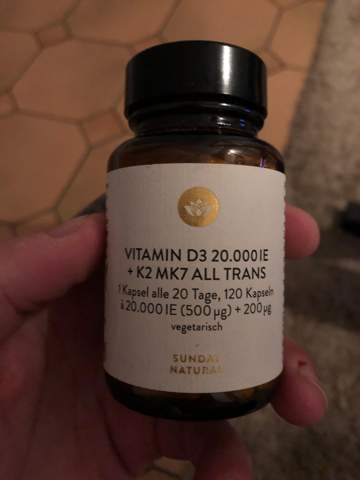 VITAMIN D3 20.000 IE
+ K2 MK7 ALL TRANS
1 Kapsel alle 20 Tage, 120 Kapseln
à 20.000 IE (500 µg) + 200 µg
vegetarisch
SUNDAY
NATURAL